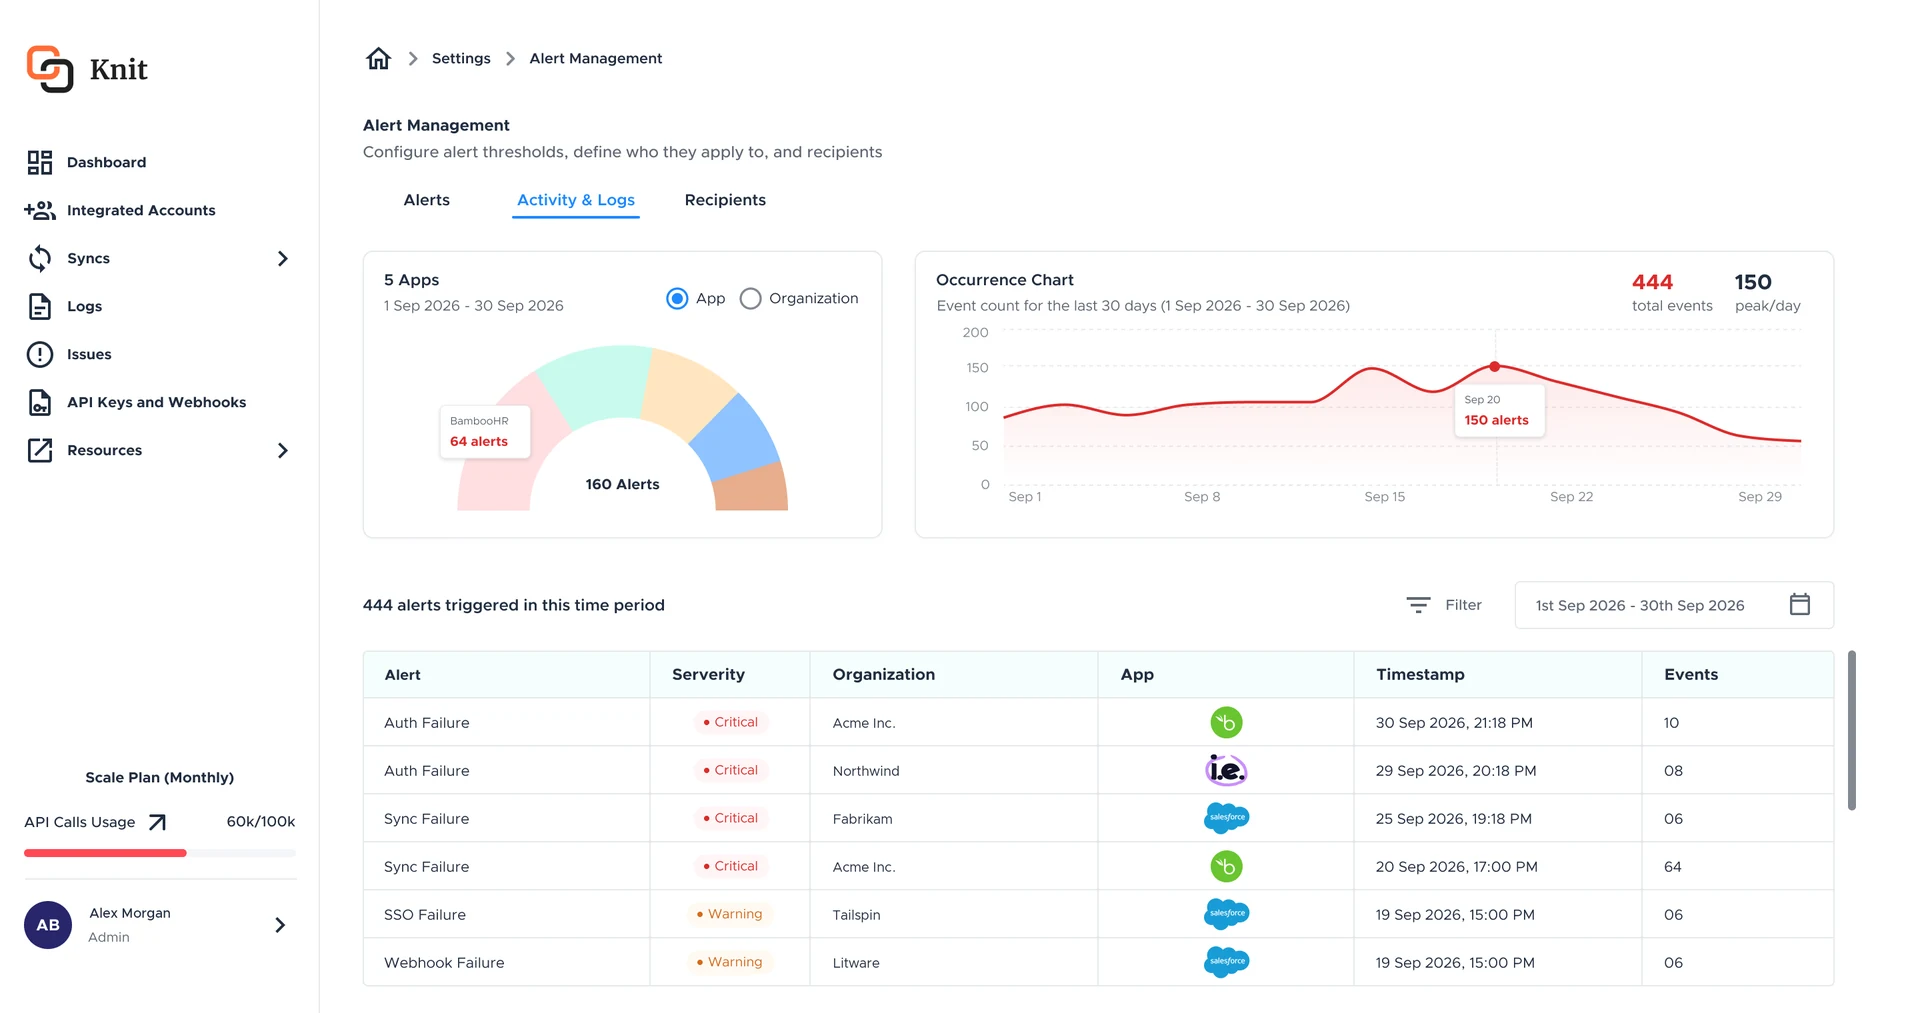 Knit
Dashboard
Integrated Accounts
Syncs
Logs
Issues
API Keys and Webhooks
Resources
Scale Plan (Monthly)
API Calls Usage 60k/100k
AB
Alex Morgan
Admin
Settings Alert Management
Alert Management
Configure alert thresholds, define who they apply to, and recipients
Alerts Activity & Logs Recipients
5 Apps
1 Sep 2026 - 30 Sep 2026
App Organization
BambooHR
64 alerts
160 Alerts
Occurrence Chart
Event count for the last 30 days (1 Sep 2026 - 30 Sep 2026)
444
total events
150
peak/day
200
150
100
50
0
Sep 20
150 alerts
Sep 1 Sep 8 Sep 15 Sep 22 Sep 29
444 alerts triggered in this time period
Filter
1st Sep 2026 - 30th Sep 2026
Alert Serverity Organization App Timestamp Events
Auth Failure Critical Acme Inc. b 30 Sep 2026, 21:18 PM 10
Auth Failure Critical Northwind i.e. 29 Sep 2026, 20:18 PM 08
Sync Failure Critical Fabrikam salesforce 25 Sep 2026, 19:18 PM 06
Sync Failure Critical Acme Inc. b 20 Sep 2026, 17:00 PM 64
SSO Failure Warning Tailspin salesforce 19 Sep 2026, 15:00 PM 06
Webhook Failure Warning Litware salesforce 19 Sep 2026, 15:00 PM 06